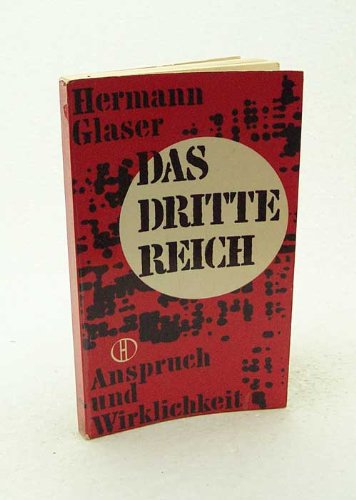 Hermann
Glaser
DAS
DRITTE
REICH
Anspruch
und
Wirklichkeit